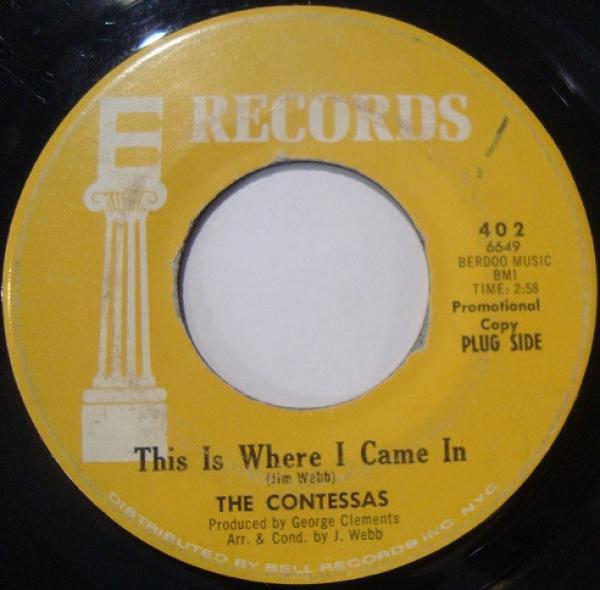 E RECORDS
402
6649
BERDOO MUSIC
BMI
TIME: 2:58
Promotional
Copy
PLUG SIDE
This Is Where I Came In
(Jim Webb)
THE CONTESSAS
Produced by George Clements
Arr. & Cond. by J. Webb
DISTRIBUTED BY BELL RECORDS INC. NYC